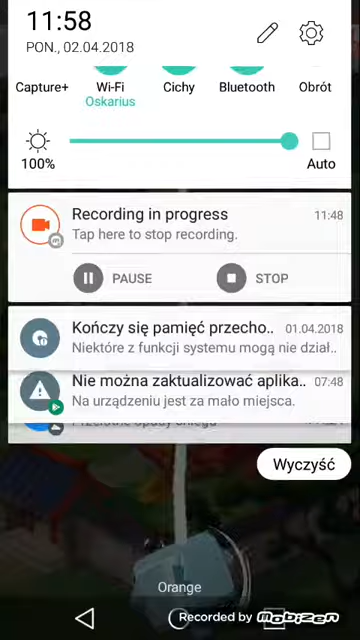 11:58
PON., 02.04.2018
Capture+
Wi-Fi
Oskarius
Cichy
Bluetooth
Obrót
100%
Auto
Recording in progress
11:48
Tap here to stop recording.
PAUSE
STOP
Kończy się pamięć przecho..
01.04.2018
Niektóre z funkcji systemu mogą nie dział..
Nie można zaktualizować aplika..
07:48
Na urządzeniu jest za mało miejsca.
Wyczyść
Orange
Recorded by Mobizen